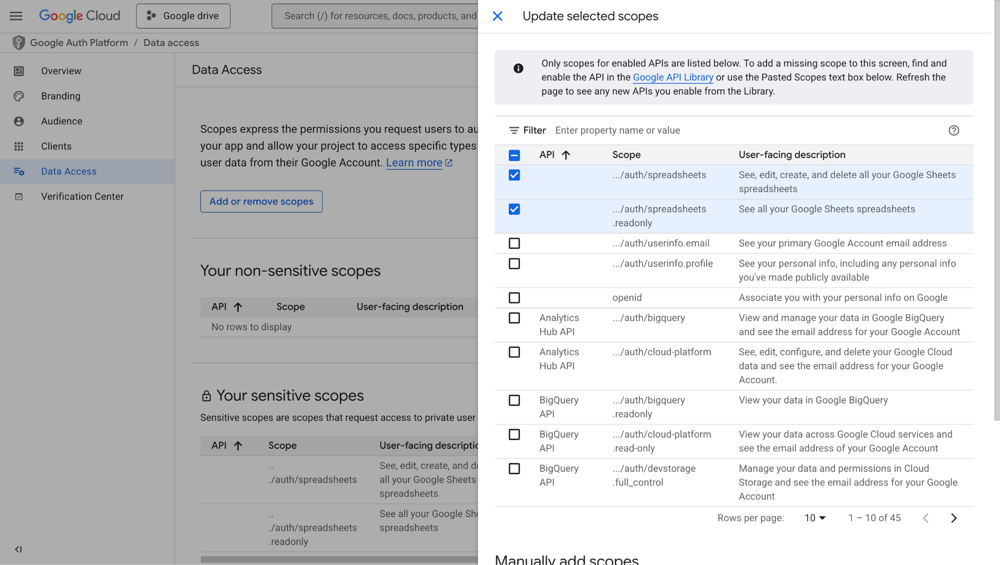 Google Cloud
Google drive
Search (/) for resources, docs, products, and
Google Auth Platform / Data access
Overview
Branding
Audience
Clients
Data Access
Verification Center
Data Access
Scopes express the permissions you request users to au
your app and allow your project to access specific types
user data from their Google Account. Learn more
Add or remove scopes
Your non-sensitive scopes
API Scope User-facing description
No rows to display
Your sensitive scopes
Sensitive scopes are scopes that request access to private user
API Scope User-facing descriptio
.. See, edit, create, and de
./auth/spreadsheets all your Google Sheets
spreadsheets
.. See all your Google She
./auth/spreadsheets spreadsheets
.readonly
Update selected scopes
Only scopes for enabled APIs are listed below. To add a missing scope to this screen, find and
enable the API in the Google API Library or use the Pasted Scopes text box below. Refresh the
page to see any new APIs you enable from the Library.
Filter Enter property name or value
API Scope User-facing description
.../auth/spreadsheets See, edit, create, and delete all your Google Sheets
spreadsheets
.../auth/spreadsheets See all your Google Sheets spreadsheets
.readonly
.../auth/userinfo.email See your primary Google Account email address
.../auth/userinfo.profile See your personal info, including any personal info
you've made publicly available
openid Associate you with your personal info on Google
Analytics .../auth/bigquery View and manage your data in Google BigQuery
Hub API and see the email address for your Google Account
Analytics .../auth/cloud-platform See, edit, configure, and delete your Google Cloud
Hub API data and see the email address for your Google
Account.
BigQuery .../auth/bigquery View your data in Google BigQuery
API .readonly
BigQuery .../auth/cloud-platform View your data across Google Cloud services and
API .read-only see the email address of your Google Account
BigQuery .../auth/devstorage Manage your data and permissions in Cloud
API .full_control Storage and see the email address for your Google
Account
Rows per page: 10 1 – 10 of 45
Manually add scopes